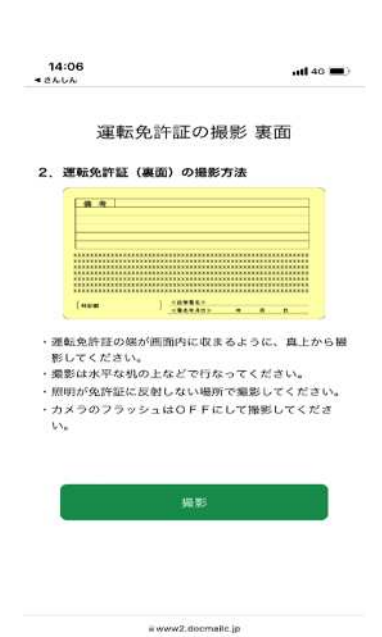 14:06
4G
◀ さんしん
運転免許証の撮影 裏面
2. 運転免許証（裏面）の撮影方法
備 考
年 月 日
・運転免許証の端が画面内に収まるように、真上から撮
影してください。
・撮影は水平な机の上などで行なってください。
・照明が免許証に反射しない場所で撮影してください。
・カメラのフラッシュはＯＦＦにして撮影してくださ
い。
撮影
www2.docmailc.jp